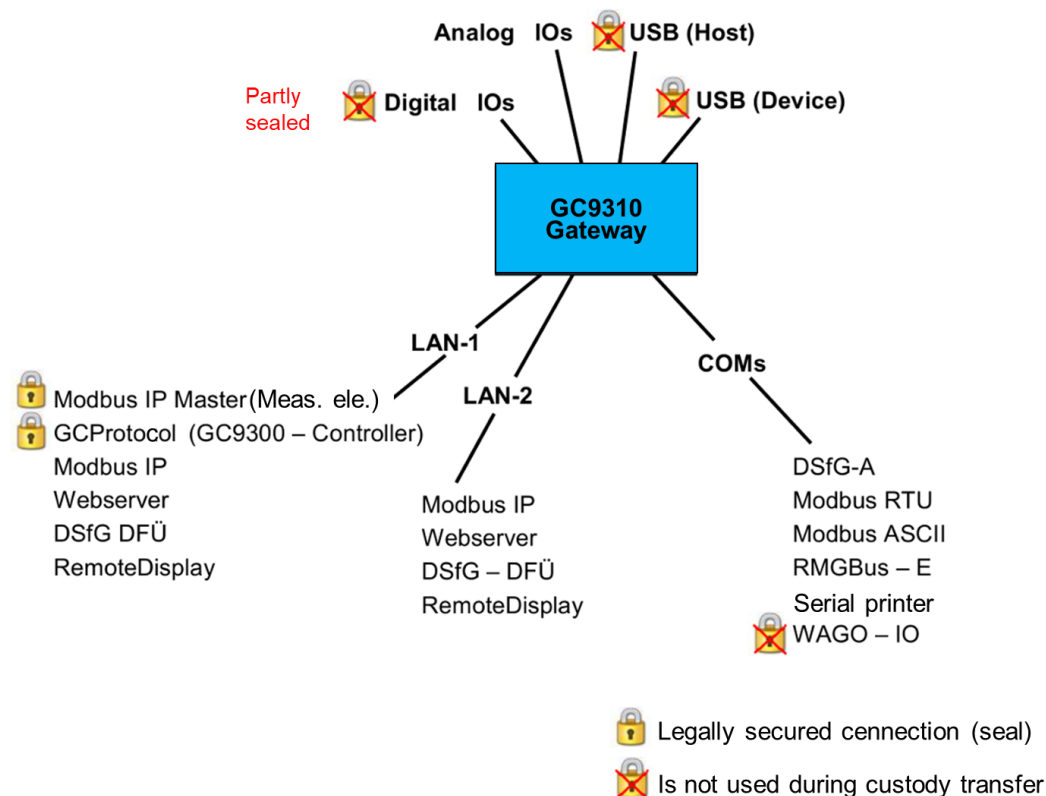 Analog IOs
USB (Host)
Partly
sealed
Digital IOs
USB (Device)
GC9310
Gateway
LAN-1
Modbus IP Master(Meas. ele.)
GCProtocol (GC9300 – Controller)
Modbus IP
Webserver
DSfG DFÜ
RemoteDisplay
LAN-2
Modbus IP
Webserver
DSfG – DFÜ
RemoteDisplay
COMs
DSfG-A
Modbus RTU
Modbus ASCII
RMGBus – E
Serial printer
WAGO – IO
Legally secured cennection (seal)
Is not used during custody transfer